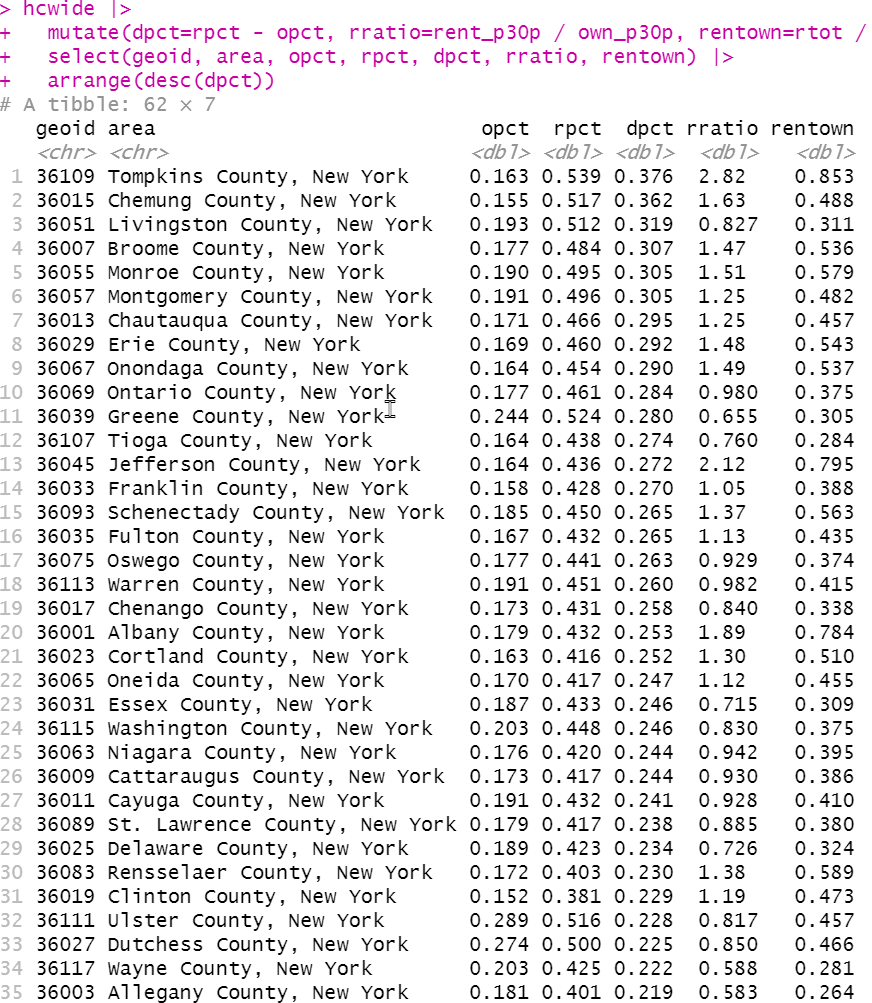 > hcwide |>
+   mutate(dpct=rpct - opct, rratio=rent_p30p / own_p30p, rentown=rtot /
+   select(geoid, area, opct, rpct, dpct, rratio, rentown) |>
+   arrange(desc(dpct))
# A tibble: 62 × 7
   geoid area                          opct  rpct  dpct rratio rentown
   <chr> <chr>                        <dbl> <dbl> <dbl>  <dbl>   <dbl>
 1 36109 Tompkins County, New York     0.163 0.539 0.376  2.82    0.853
 2 36015 Chemung County, New York      0.155 0.517 0.362  1.63    0.488
 3 36051 Livingston County, New York   0.193 0.512 0.319  0.827   0.311
 4 36007 Broome County, New York       0.177 0.484 0.307  1.47    0.536
 5 36055 Monroe County, New York       0.190 0.495 0.305  1.51    0.579
 6 36057 Montgomery County, New York   0.191 0.496 0.305  1.25    0.482
 7 36013 Chautauqua County, New York   0.171 0.466 0.295  1.25    0.457
 8 36029 Erie County, New York         0.169 0.460 0.292  1.48    0.543
 9 36067 Onondaga County, New York     0.164 0.454 0.290  1.49    0.537
10 36069 Ontario County, New York      0.177 0.461 0.284  0.980   0.375
11 36039 Greene County, New York       0.244 0.524 0.280  0.655   0.305
12 36107 Tioga County, New York        0.164 0.438 0.274  0.760   0.284
13 36045 Jefferson County, New York    0.164 0.436 0.272  2.12    0.795
14 36033 Franklin County, New York     0.158 0.428 0.270  1.05    0.388
15 36093 Schenectady County, New York  0.185 0.450 0.265  1.37    0.563
16 36035 Fulton County, New York       0.167 0.432 0.265  1.13    0.435
17 36075 Oswego County, New York       0.177 0.441 0.263  0.929   0.374
18 36113 Warren County, New York       0.191 0.451 0.260  0.982   0.415
19 36017 Chenango County, New York     0.173 0.431 0.258  0.840   0.338
20 36001 Albany County, New York       0.179 0.432 0.253  1.89    0.784
21 36023 Cortland County, New York     0.163 0.416 0.252  1.30    0.510
22 36065 Oneida County, New York       0.170 0.417 0.247  1.12    0.455
23 36031 Essex County, New York        0.187 0.433 0.246  0.715   0.309
24 36115 Washington County, New York   0.203 0.448 0.246  0.830   0.375
25 36063 Niagara County, New York      0.176 0.420 0.244  0.942   0.395
26 36009 Cattaraugus County, New York  0.173 0.417 0.244  0.930   0.386
27 36011 Cayuga County, New York       0.191 0.432 0.241  0.928   0.410
28 36089 St. Lawrence County, New York 0.179 0.417 0.238  0.885   0.380
29 36025 Delaware County, New York     0.189 0.423 0.234  0.726   0.324
30 36083 Rensselaer County, New York   0.172 0.403 0.230  1.38    0.589
31 36019 Clinton County, New York      0.152 0.381 0.229  1.19    0.473
32 36111 Ulster County, New York       0.289 0.516 0.228  0.817   0.457
33 36027 Dutchess County, New York     0.274 0.500 0.225  0.850   0.466
34 36117 Wayne County, New York        0.203 0.425 0.222  0.588   0.281
35 36003 Allegany County, New York     0.181 0.401 0.219  0.583   0.264